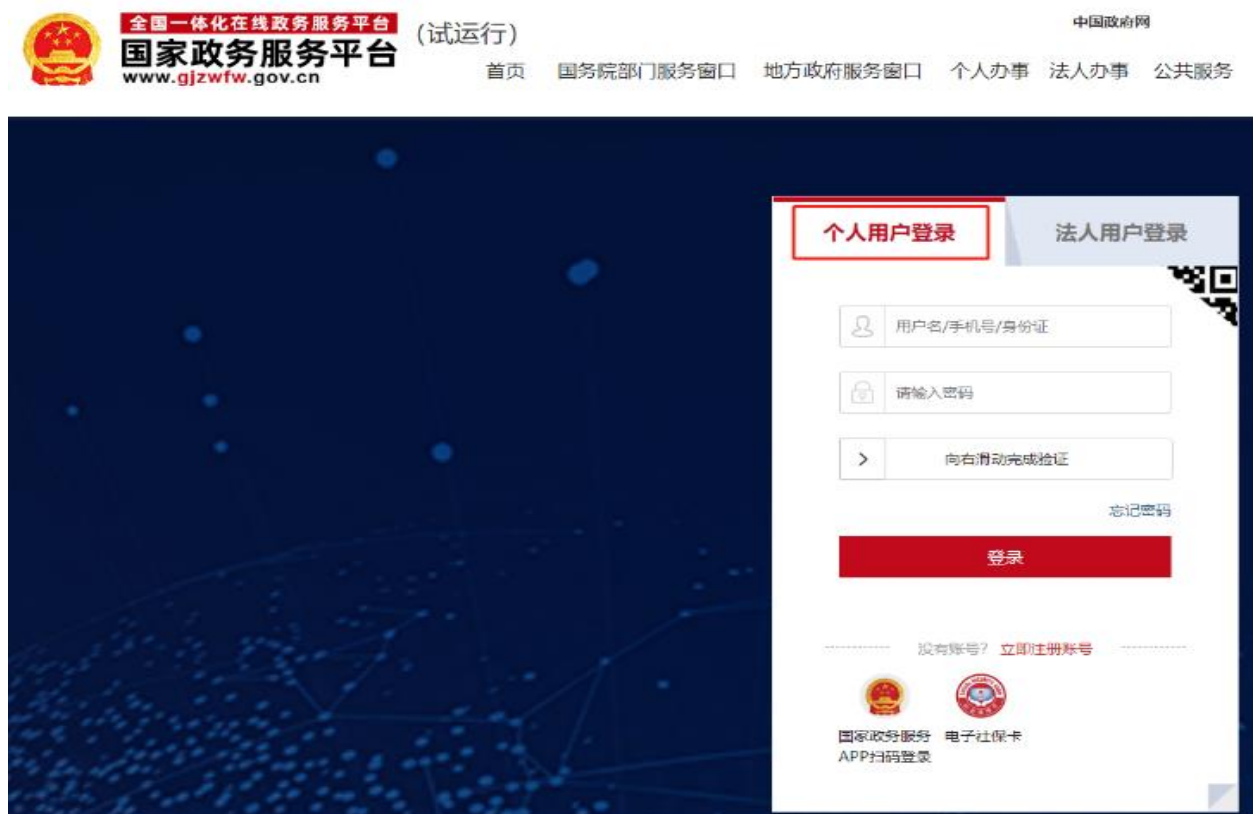 全国一体化在线政务服务平台
国家政务服务平台
www.gjzwfw.gov.cn
(试运行)
中国政府网
首页 国务院部门服务窗口 地方政府服务窗口 个人办事 法人办事 公共服务
个人用户登录 法人用户登录
用户名/手机号/身份证
请输入密码
> 向右滑动完成验证
忘记密码
登录
没有账号? 立即注册账号
国家政务服务 电子社保卡
APP扫码登录